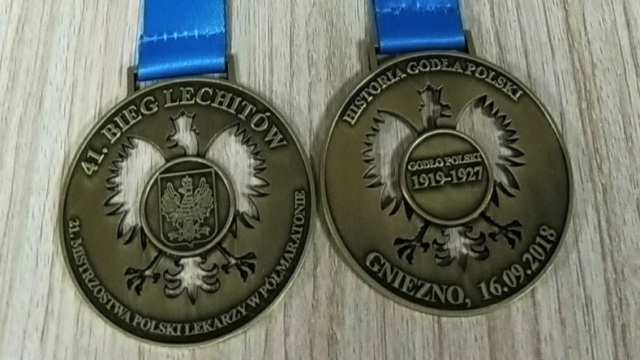 41. BIEG LECHITÓW
21. MISTRZOSTWA POLSKI LEKARZY W PÓŁMARATONIE
HISTORIA GODŁA POLSKI
GODŁO POLSKI
1919-1927
GNIEZNO, 16.09.2018